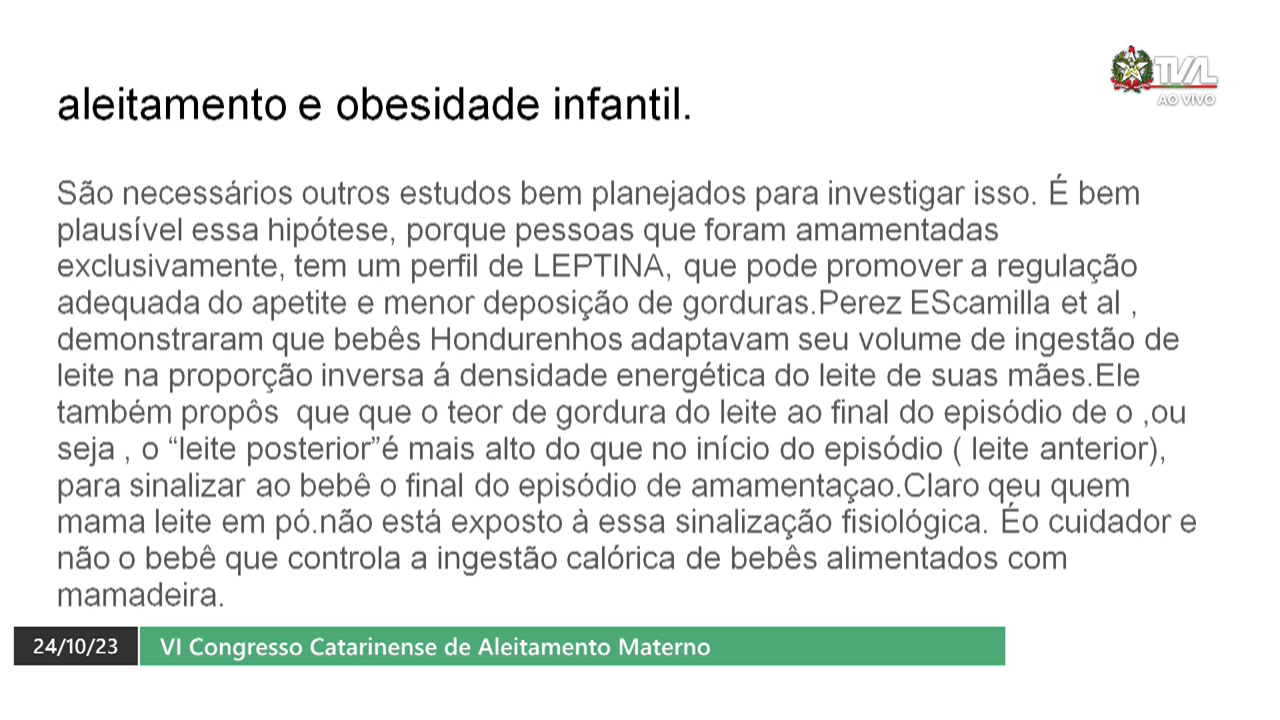 TVAL
AO VIVO
aleitamento e obesidade infantil.
São necessários outros estudos bem planejados para investigar isso. É bem
plausível essa hipótese, porque pessoas que foram amamentadas
exclusivamente, tem um perfil de LEPTINA, que pode promover a regulação
adequada do apetite e menor deposição de gorduras.Perez EScamilla et al ,
demonstraram que bebês Hondurenhos adaptavam seu volume de ingestão de
leite na proporção inversa á densidade energética do leite de suas mães.Ele
também propôs  que que o teor de gordura do leite ao final do episódio de o ,ou
seja , o “leite posterior”é mais alto do que no início do episódio ( leite anterior),
para sinalizar ao bebê o final do episódio de amamentaçao.Claro qeu quem
mama leite em pó.não está exposto à essa sinalização fisiológica. Éo cuidador e
não o bebê que controla a ingestão calórica de bebês alimentados com
mamadeira.
24/10/23 VI Congresso Catarinense de Aleitamento Materno